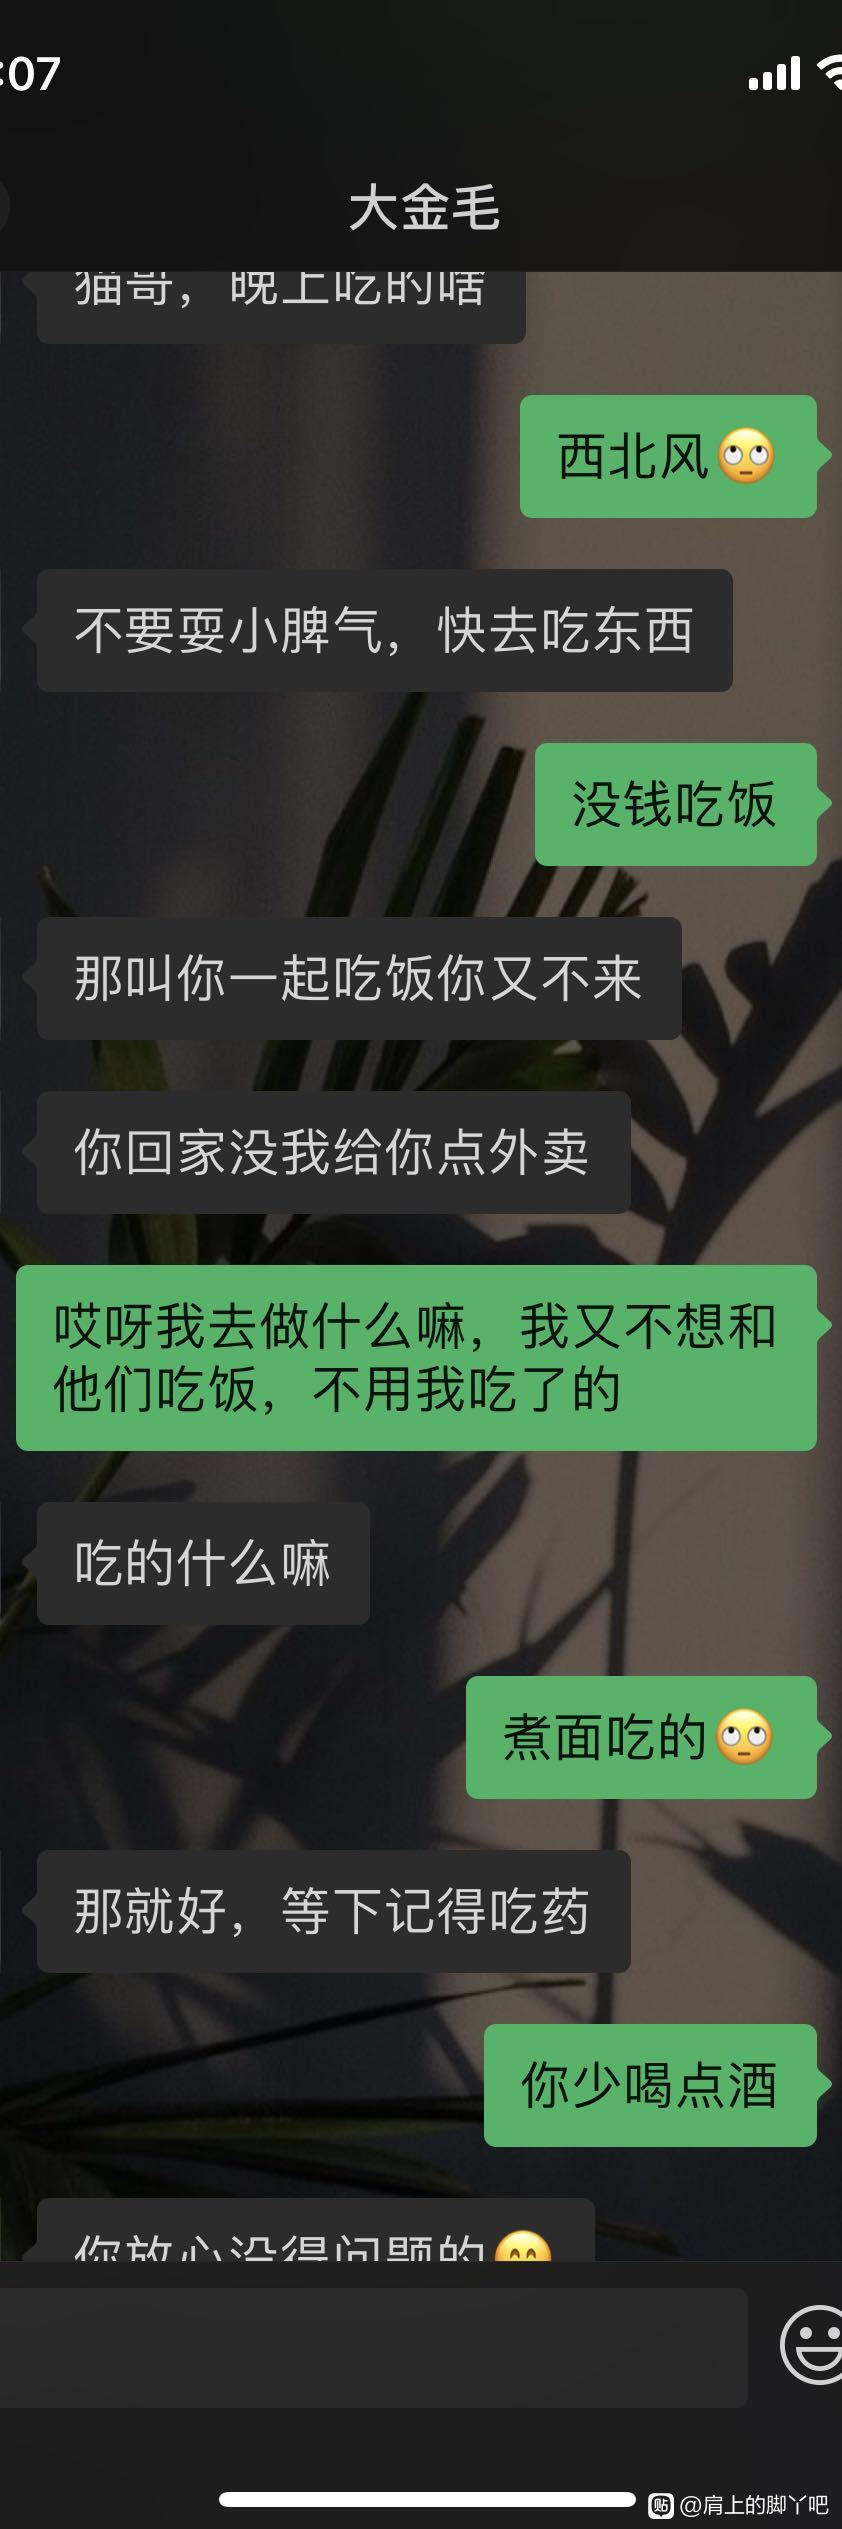 :07
大金毛
猫哥，晚上吃的啥
西北风🙄
不要耍小脾气，快去吃东西
没钱吃饭
那叫你一起吃饭你又不来
你回家没我给你点外卖
哎呀我去做什么嘛，我又不想和
他们吃饭，不用我吃了的
吃的什么嘛
煮面吃的🙄
那就好，等下记得吃药
你少喝点酒
你放心没得问题的😁
贴 @肩上的脚丫吧